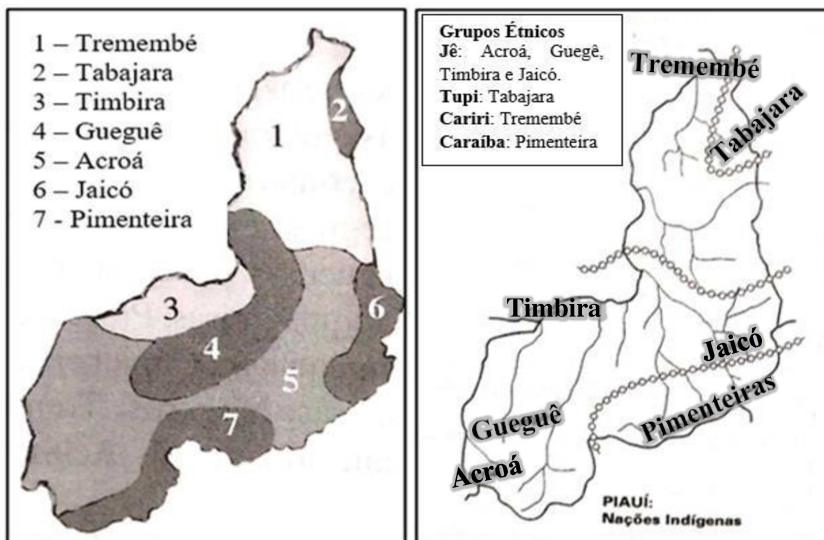 1 – Tremembé
2 – Tabajara
3 – Timbira
4 – Gueguê
5 – Acroá
6 – Jaicó
7 - Pimenteira
1
2
3
4
5
6
7
Grupos Étnicos
Jê: Acroá, Guegê,
Timbira e Jaicó.
Tupi: Tabajara
Cariri: Tremembé
Caraíba: Pimenteira
Tremembé
Tabajara
Timbira
Jaicó
Pimenteiras
Gueguê
Acroá
PIAUÍ:
Nações Indígenas